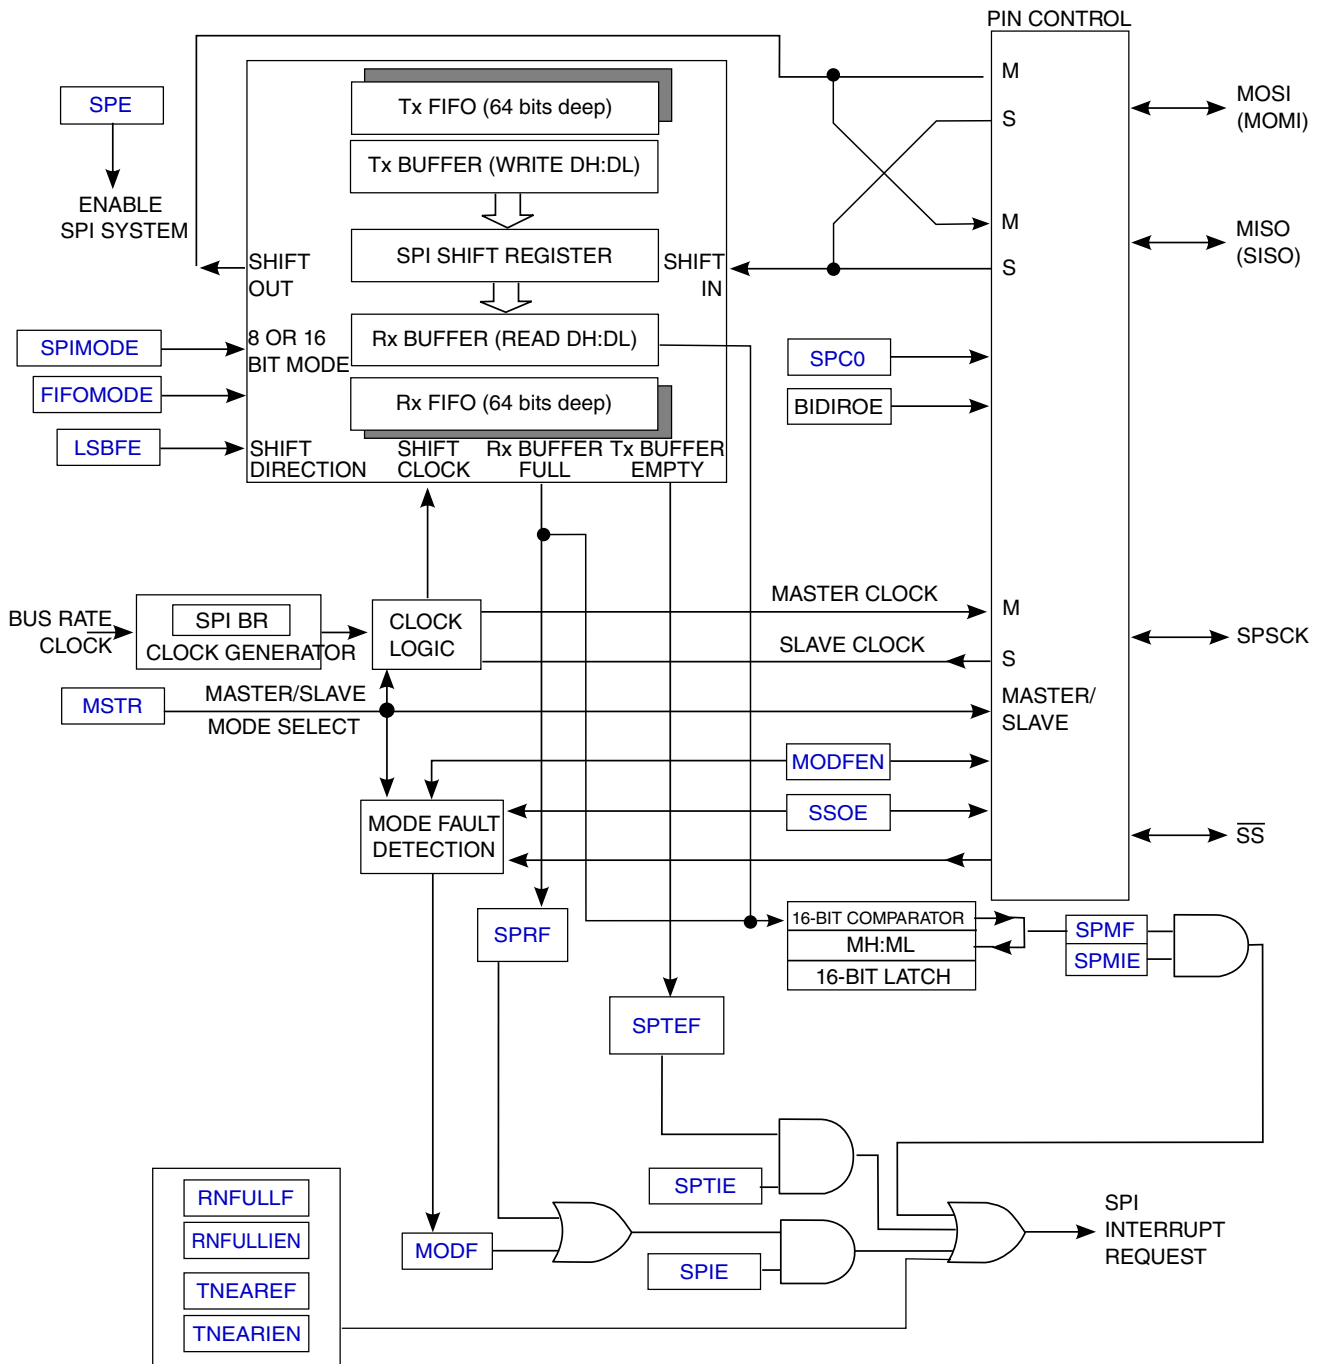 PIN CONTROL
M
S
M
S
MOSI
(MOMI)
MISO
(SISO)
SPE
ENABLE
SPI SYSTEM
Tx FIFO (64 bits deep)
Tx BUFFER (WRITE DH:DL)
SPI SHIFT REGISTER
Rx BUFFER (READ DH:DL)
Rx FIFO (64 bits deep)
SHIFT
OUT
SHIFT
IN
8 OR 16
BIT MODE
SPIMODE
FIFOMODE
LSBFE
SHIFT
DIRECTION
SHIFT
CLOCK
Rx BUFFER
FULL
Tx BUFFER
EMPTY
SPC0
BIDIROE
BUS RATE
CLOCK
SPI BR
CLOCK GENERATOR
CLOCK
LOGIC
MASTER CLOCK
SLAVE CLOCK
M
S
SPSCK
MSTR
MASTER/SLAVE
MODE SELECT
MASTER/
SLAVE
MODFEN
SSOE
MODE FAULT
DETECTION
SS
SPRF
16-BIT COMPARATOR
MH:ML
16-BIT LATCH
SPMF
SPMIE
SPTEF
SPTIE
RNFULLF
RNFULLIEN
TNEAREF
TNEARIEN
MODF
SPIE
SPI
INTERRUPT
REQUEST